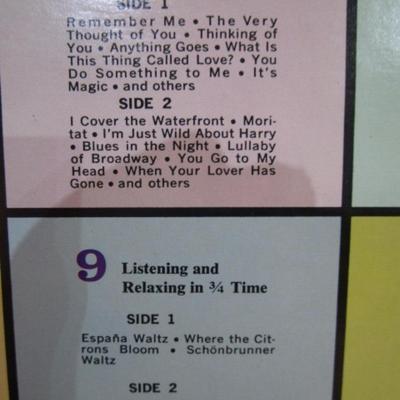 SIDE 1
Remember Me • The Very
Thought of You • Thinking of
You • Anything Goes • What Is
This Thing Called Love? • You
Do Something to Me • It's
Magic • and others
SIDE 2
I Cover the Waterfront • Mori-
tat • I'm Just Wild About Harry
• Blues in the Night • Lullaby
of Broadway • You Go to My
Head • When Your Lover Has
Gone • and others
9 Listening and
Relaxing in ¾ Time
SIDE 1
España Waltz • Where the Cit-
rons Bloom • Schönbrunner
Waltz
SIDE 2